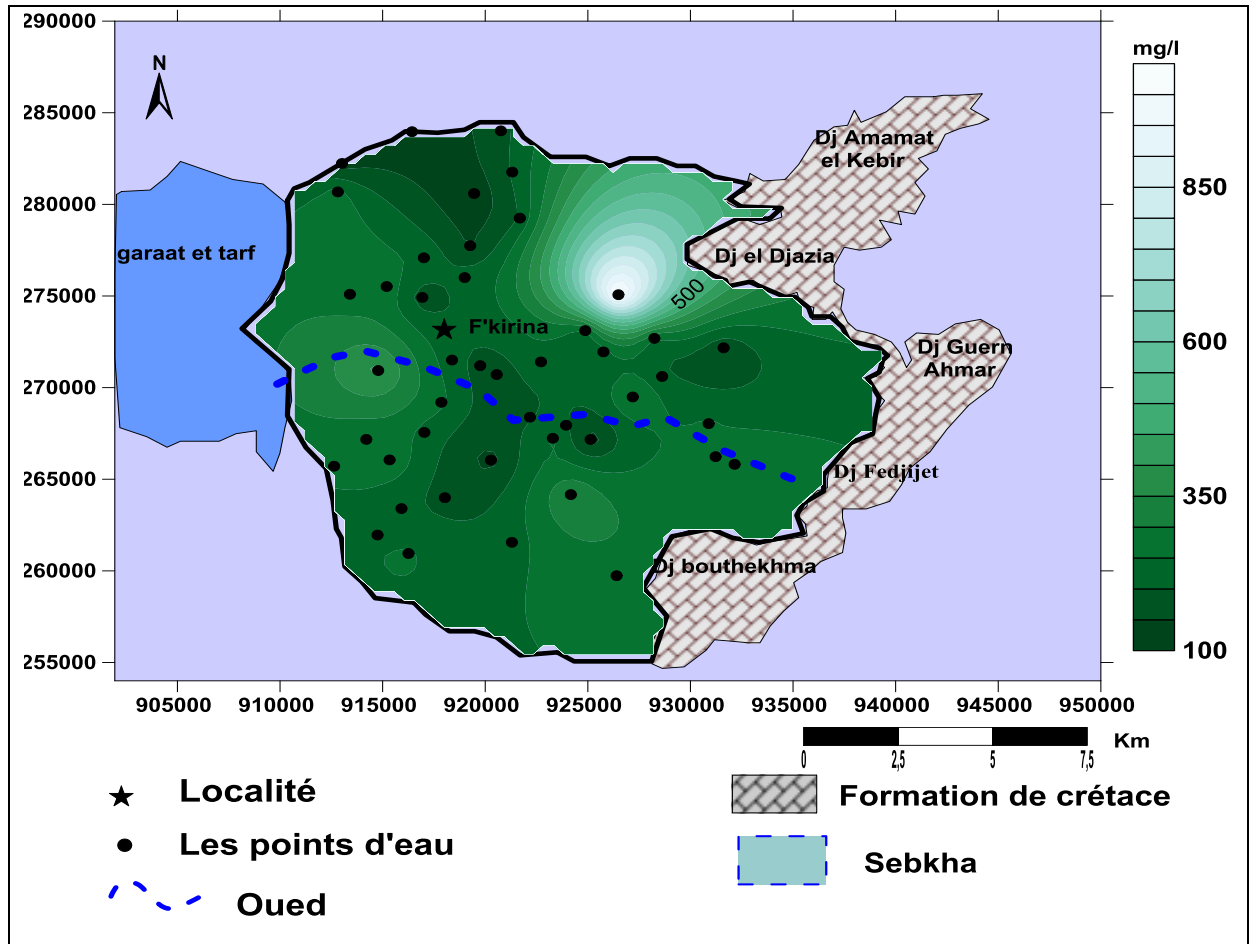 290000
285000
280000
275000
270000
265000
260000
255000
N
garaat et tarf
F'kirina
500
Dj Amamat
el Kebir
Dj el Djazia
Dj Guern
Ahmar
Dj Fedjijet
Dj bouthekhma
mg/l
850
600
350
100
905000 910000 915000 920000 925000 930000 935000 940000 945000 950000
0 2,5 5 7,5 Km
Localité
Les points d'eau
Oued
Formation de crétace
Sebkha